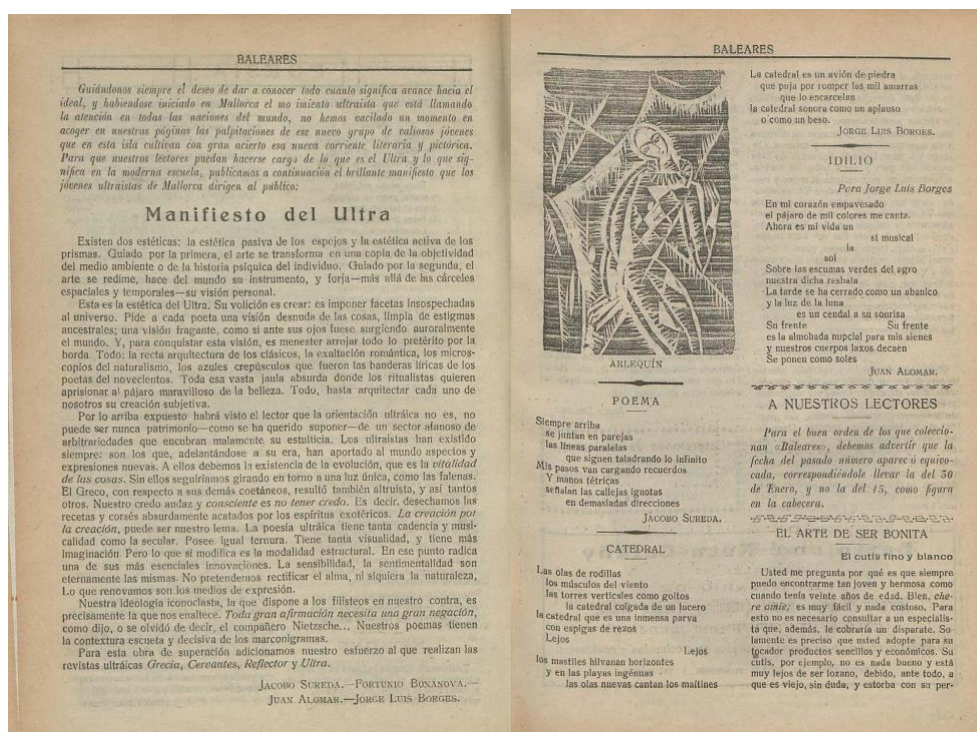 BALEARES
Guiándonos siempre el deseo de dar a conocer todo cuanto significa avance hacia el
ideal, y habiéndose iniciado en Mallorca el mo imiento ultraista que está llamando
la atención en todas las naciones del mundo, no hemos vacilado un momento en
acoger en nuestras páginas las palpitaciones de ese nuevo grupo de valiosos jóvenes
que en esta isla cultivan con gran acierto esa nueva corriente literaria y pictórica.
Para que nuestros lectores puedan hacerse cargo de lo que es el Ultra y lo que sig-
nifica en la moderna escuela, publicamos a continuación el brillante manifiesto que los
jóvenes ultraistas de Mallorca dirigen al público:
Manifiesto del Ultra
Existen dos estéticas: la estética pasiva de los espejos y la estética activa de los
prismas. Guiado por la primera, el arte se transforma en una copia de la objetividad
del medio ambiente o de la historia psíquica del individuo. Guiado por la segunda, el
arte se redime, hace del mundo su instrumento, y forja—más allá de las cárceles
espaciales y temporales—su visión personal.
Esta es la estética del Ultra. Su volición es crear: es imponer facetas insospechadas
al universo. Pide a cada poeta una visión desnuda de las cosas, limpia de estigmas
ancestrales; una visión fragante, como si ante sus ojos fuese surgiendo auroralmente
el mundo. Y, para conquistar esta visión, es menester arrojar todo lo pretérito por la
borda. Todo: la recta arquitectura de los clásicos, la exaltación romántica, los micros-
copios del naturalismo, los azules crepúsculos que fueron las banderas líricas de los
poetas del novecientos. Toda esa vasta jaula absurda donde los ritualistas quieren
aprisionar al pájaro maravilloso de la belleza. Todo, hasta arquitectar cada uno de
nosotros su creación subjetiva.
Por lo arriba expuesto habrá visto el lector que la orientación ultráica no es, no
puede ser nunca patrimonio—como se ha querido suponer—de un sector afanoso de
arbitrariedades que encubran malamente su estulticia. Los ultraistas han existido
siempre: son los que, adelantándose a su era, han aportado al mundo aspectos y
expresiones nuevas. A ellos debemos la existencia de la evolución, que es la vitalidad
de las cosas. Sin ellos seguiríamos girando en torno a una luz única, como las falenas.
El Greco, con respecto a sus demás coetáneos, resultó también altruista, y así tantos
otros. Nuestro credo audaz y consciente es no tener credo. Es decir, desechamos las
recetas y corsés absurdamente acatados por los espíritus exotéricos. La creación por
la creación, puede ser nuestro lema. La poesía ultráica tiene tanta cadencia y musi-
calidad como la secular. Posee igual ternura. Tiene tanta visualidad, y tiene más
imaginación. Pero lo que sí modifica es la modalidad estructural. En ese punto radica
una de sus más esenciales innovaciones. La sensibilidad, la sentimentalidad son
eternamente las mismas. No pretendemos rectificar el alma, ni siquiera la naturaleza.
Lo que renovamos son los medios de expresión.
Nuestra ideología iconoclasta, la que dispone a los filisteos en nuestro contra, es
precisamente la que nos enaltece. Toda gran afirmación necesita una gran negación,
como dijo, o se olvidó de decir, el compañero Nietzsche... Nuestros poemas tienen
la contextura escueta y decisiva de los marconigramas.
Para esta obra de superación adicionamos nuestro esfuerzo al que realizan las
revistas ultráicas Grecia, Cervantes, Reflector y Ultra.
JACOBO SUREDA.—FORTUNIO BONANOVA.—
JUAN ALOMAR.—JORGE LUIS BORGES.
BALEARES
ARLEQUÍN
POEMA
Siempre arriba
se juntan en parejas
las líneas paralelas
que siguen taladrando lo infinito
Mis pasos van cargando recuerdos
Y manos tétricas
señalan las callejas ignotas
en demasiadas direcciones
JACOBO SUREDA.
CATEDRAL
Las olas de rodillas
los músculos del viento
las torres verticales como goitos
la catedral colgada de un lucero
la catedral que es una inmensa parva
con espigas de rezos
Lejos
Lejos
los mastiles hilvanan horizontes
y en las playas ingénuas
las olas nuevas cantan los maitines
La catedral es un avión de piedra
que puja por romper las mil amarras
que lo encarcelan
la catedral sonora como un aplauso
o como un beso.
JORGE LUIS BORGES.
IDILIO
Para Jorge Luis Borges
En mi corazón empavesado
el pájaro de mil colores me canta.
Ahora es mi vida un
si musical
la
sol
Sobre las escumas verdes del agro
nuestra dicha resbala
La tarde se ha cerrado como un abanico
y la luz de la luna
es un cendal a su sonrisa
Su frente Su frente
es la almohada nupcial para mis sienes
y nuestros cuerpos laxos decaen
Se ponen como soles
JUAN ALOMAR.
A NUESTROS LECTORES
Para el buen orden de los que coleccio-
nan «Baleares», debemos advertir que la
fecha del pasado número aparec ó equivo-
cada, correspondiéndole llevar la del 30
de Enero, y no la del 15, como figura
en la cabecera.
EL ARTE DE SER BONITA
El cutis fino y blanco
Usted me pregunta por qué es que siempre
puedo encontrarme tan joven y hermosa como
cuando tenía veinte años de edad. Bien, che-
re amie; es muy fácil y nada costoso. Para
esto no es necesario consultar a un especialis-
ta que, además, le cobraría un disparate. So-
lamente es preciso que usted adopte para su
tocador productos sencillos y económicos. Su
cutis, por ejemplo, no es nada bueno y está
muy lejos de ser lozano, debido, ante todo, a
que es viejo, sin duda, y estorba con su per-